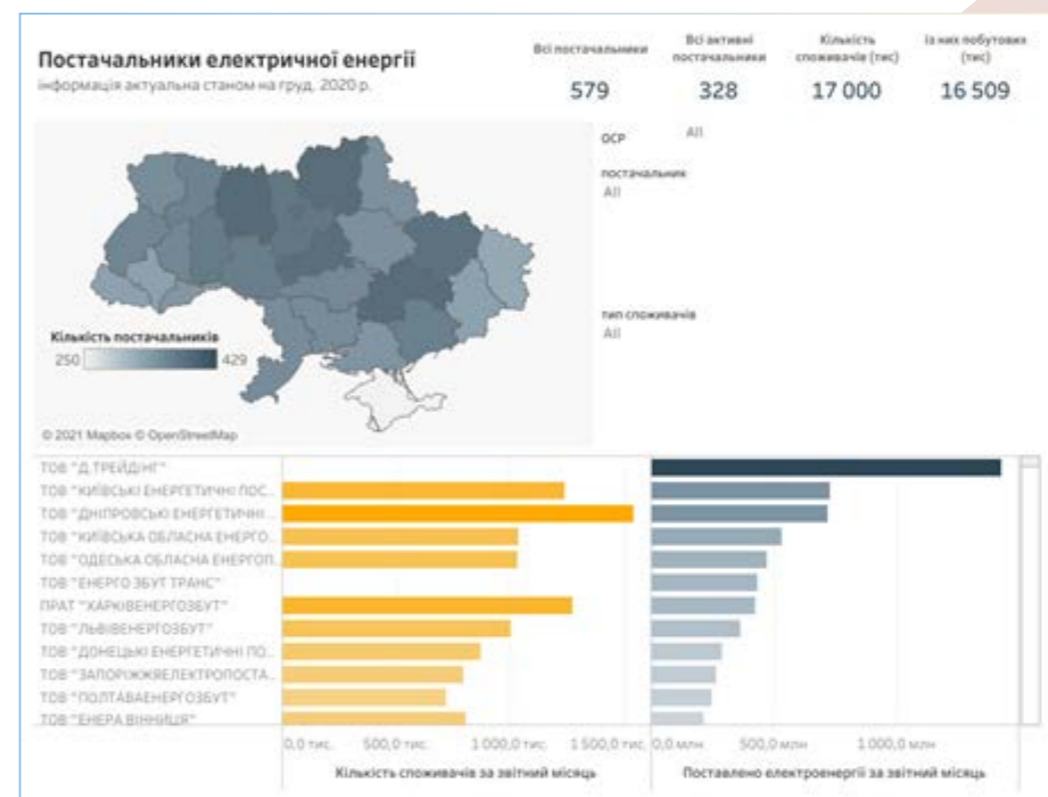 Постачальники електричної енергії
інформація актуальна станом на груд. 2020 р.
Всі постачальники
579
Всі активні постачальники
328
Кількість споживачів (тис)
17 000
із них побутових (тис)
16 509
ОСР
All
постачальник
All
тип споживачів
All
Кількість постачальників
250
429
© 2021 Mapbox © OpenStreetMap
ТОВ "Д.ТРЕЙДІНГ"
ТОВ "КИЇВСЬКІ ЕНЕРГЕТИЧНІ ПОС...
ТОВ "ДНІПРОВСЬКІ ЕНЕРГЕТИЧНІ ...
ТОВ "КИЇВСЬКА ОБЛАСНА ЕНЕРГО...
ТОВ "ОДЕСЬКА ОБЛАСНА ЕНЕРГОП...
ТОВ "ЕНЕРГО ЗБУТ ТРАНС"
ПРАТ "ХАРКІВЕНЕРГОЗБУТ"
ТОВ "ЛЬВІВЕНЕРГОЗБУТ"
ТОВ "ДОНЕЦЬКІ ЕНЕРГЕТИЧНІ ПО...
ТОВ "ЗАПОРІЖЖЯЕЛЕКТРОПОСТА...
ТОВ "ПОЛТАВАЕНЕРГОЗБУТ"
ТОВ "ЕНЕРА ВІННИЦЯ"
0,0 тис. 500,0 тис. 1 000,0 тис. 1 500,0 тис.
0,0 млн 500,0 млн 1 000,0 млн
Кількість споживачів за звітний місяць
Поставлено електроенергії за звітний місяць